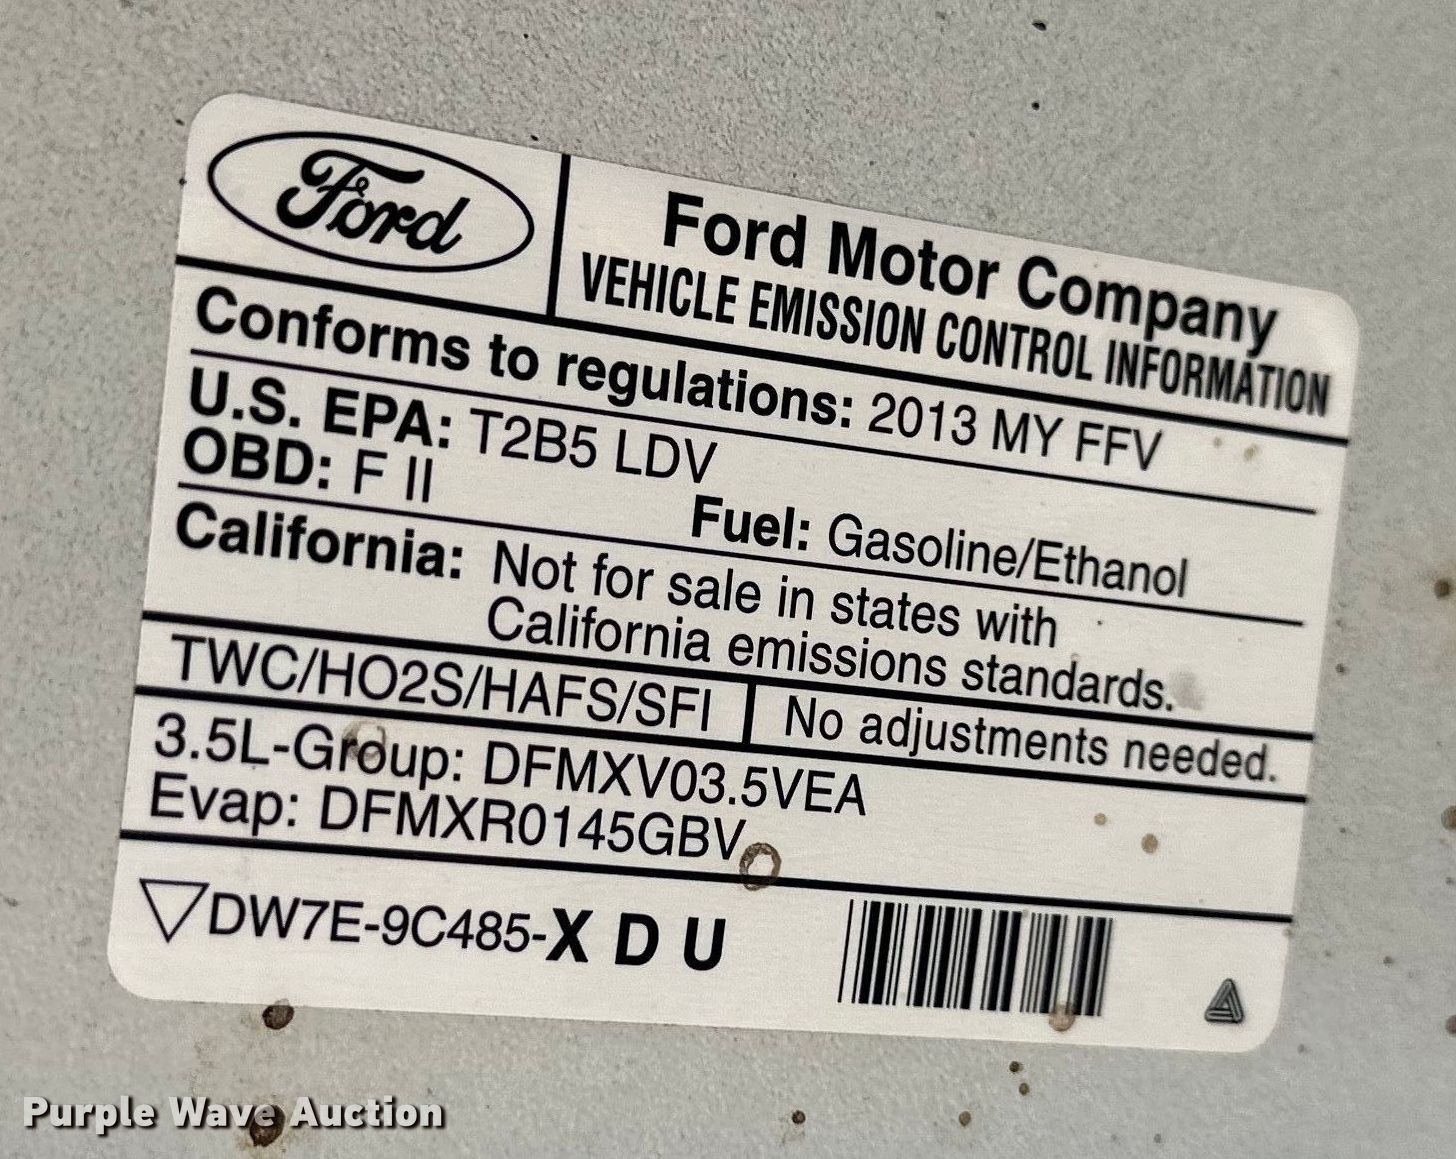 Ford
Ford Motor Company
VEHICLE EMISSION CONTROL INFORMATION
Conforms to regulations: 2013 MY FFV
U.S. EPA: T2B5 LDV
OBD: F II
Fuel: Gasoline/Ethanol
California: Not for sale in states with
California emissions standards.
TWC/HO2S/HAFS/SFI
No adjustments needed.
3.5L-Group: DFMXV03.5VEA
Evap: DFMXR0145GBV
DW7E-9C485-X D U
Purple Wave Auction